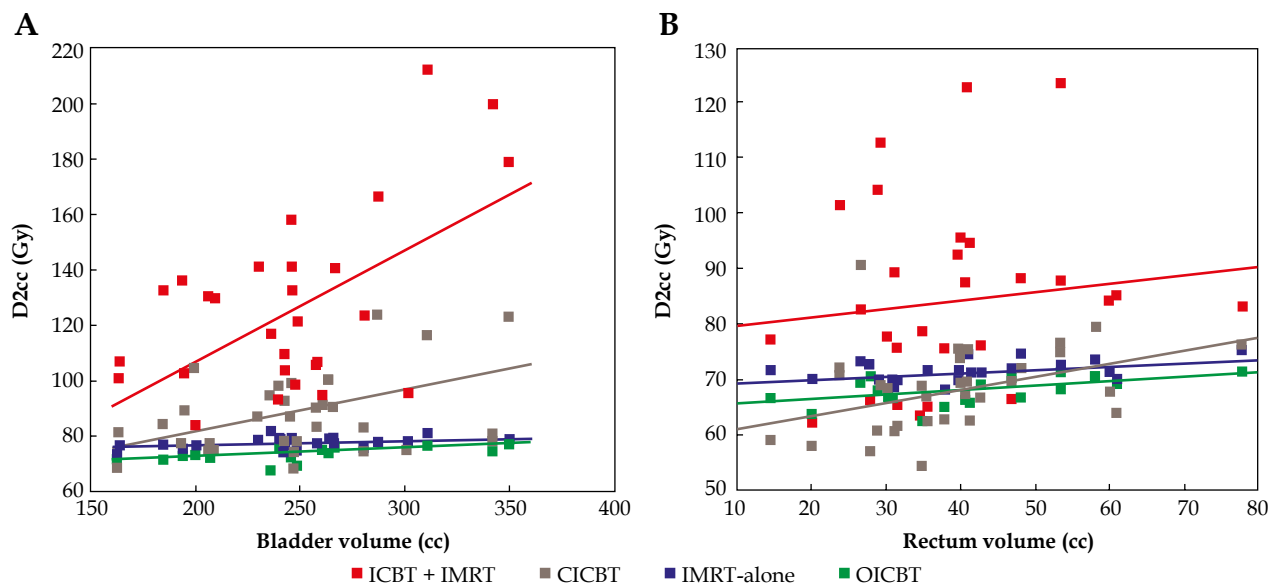 A
B
220
200
180
160
140
120
100
80
60
D2cc (Gy)
150 200 250 300 350 400
Bladder volume (cc)
130
120
110
100
90
80
70
60
50
D2cc (Gy)
10 20 30 40 50 60 70 80
Rectum volume (cc)
ICBT + IMRT CICBT IMRT-alone OICBT